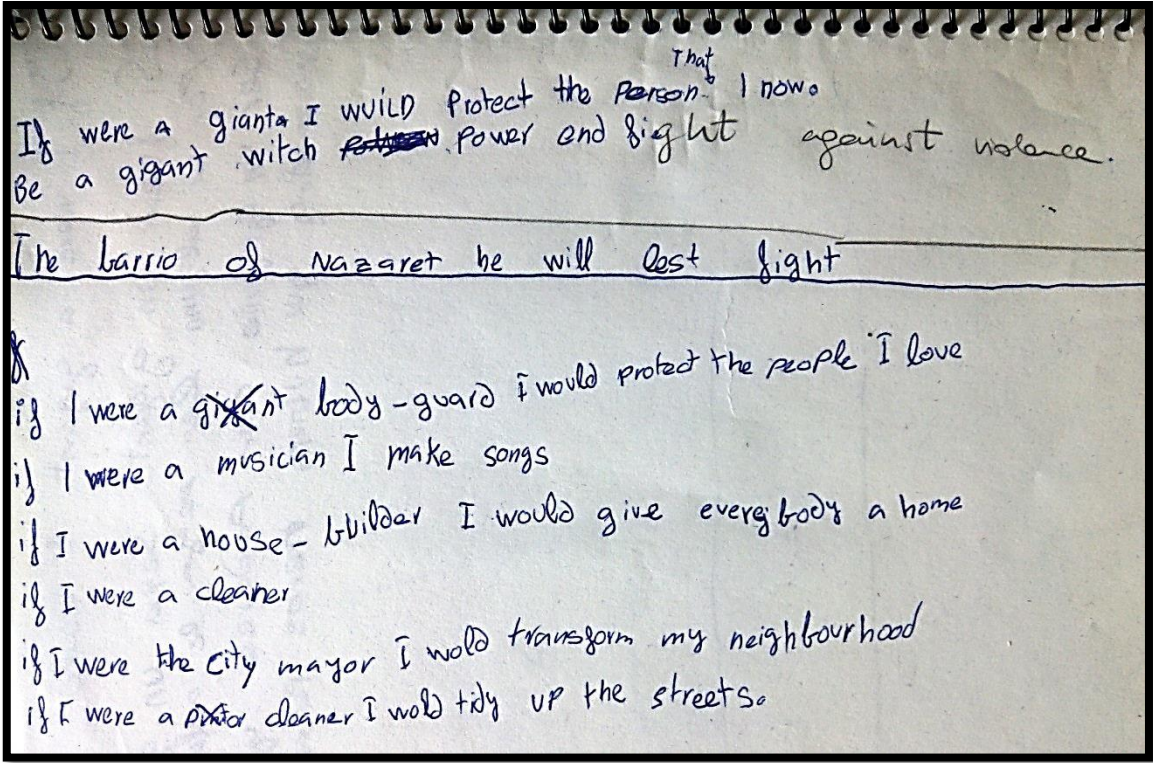 That
If were a gianta I wuild Protect the Person I now.
Be a gigant witch Power end fight against violence.
The barrio of Nazaret he will lest fight
if I were a gigant body-guard I would protect the people I love
if I were a musician I make songs
if I were a house-builder I would give everybody a home
if I were a cleaner
if I were the city mayor I wold transform my neighbourhood
if I were a pintor cleaner I wold tidy up the streets.